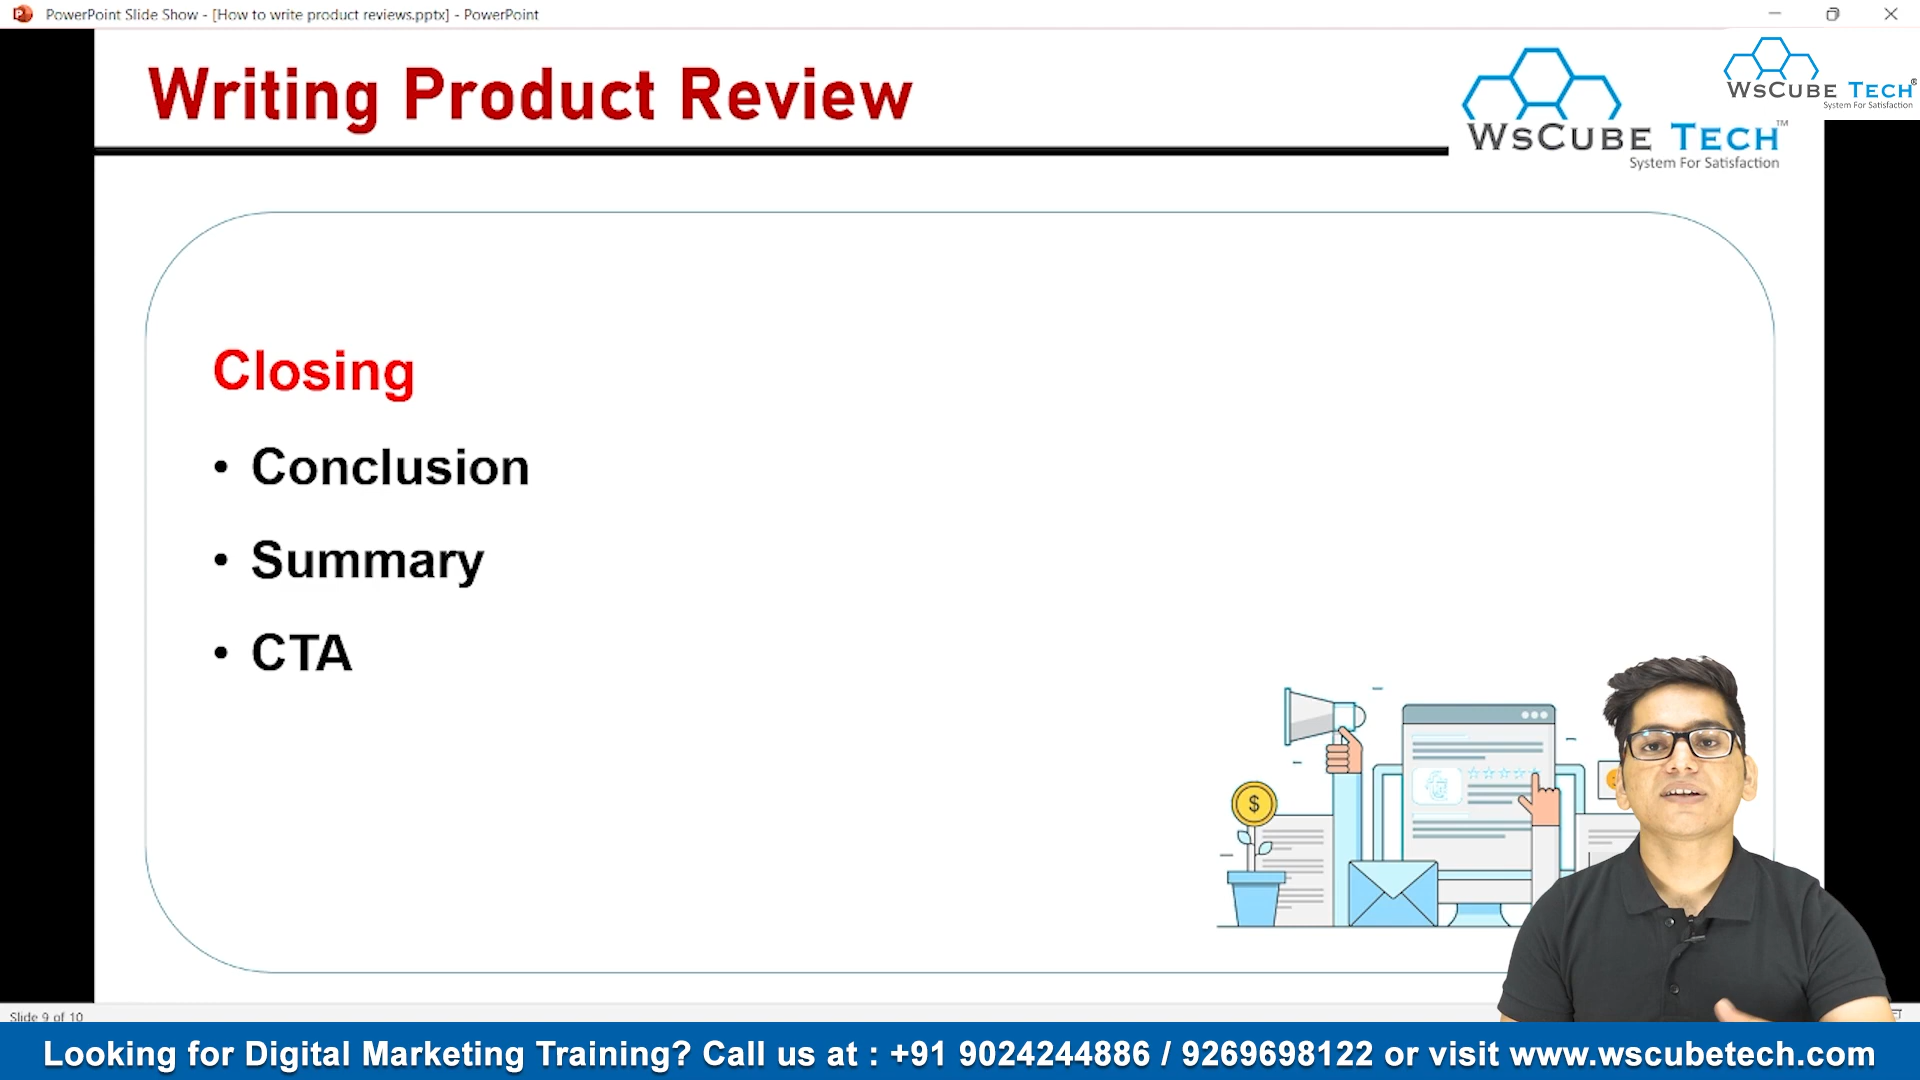 PowerPoint Slide Show - [How to write product reviews.pptx] - PowerPoint
Writing Product Review
WSCUBE TECH™
System For Satisfaction
WSCUBE TECH®
System For Satisfaction
Closing
• Conclusion
• Summary
• CTA
$
Slide 9 of 10
Looking for Digital Marketing Training? Call us at : +91 9024244886 / 9269698122 or visit www.wscubetech.com